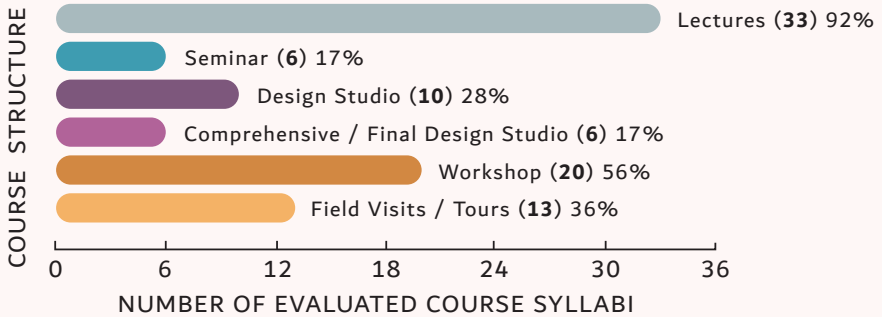 COURSE STRUCTURE
Lectures (33) 92%
Seminar (6) 17%
Design Studio (10) 28%
Comprehensive / Final Design Studio (6) 17%
Workshop (20) 56%
Field Visits / Tours (13) 36%
0 6 12 18 24 30 36
NUMBER OF EVALUATED COURSE SYLLABI